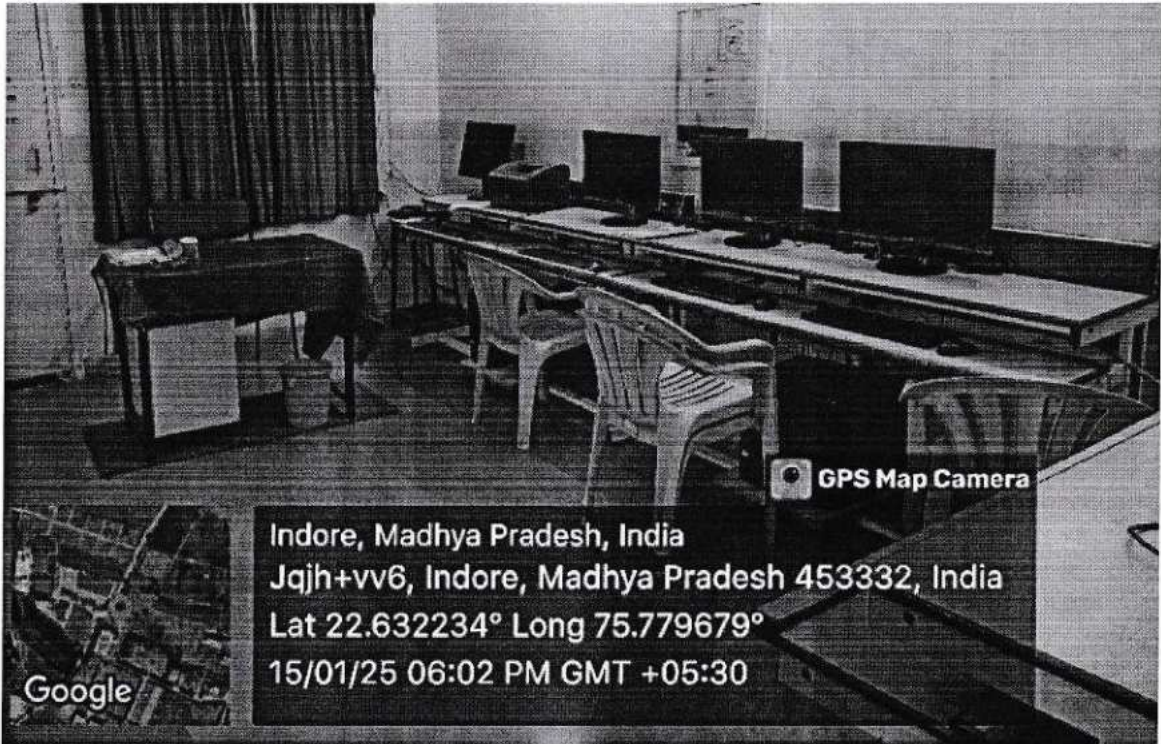 GPS Map Camera
Indore, Madhya Pradesh, India
Jqjh+vv6, Indore, Madhya Pradesh 453332, India
Lat 22.632234° Long 75.779679°
15/01/25 06:02 PM GMT +05:30
Google